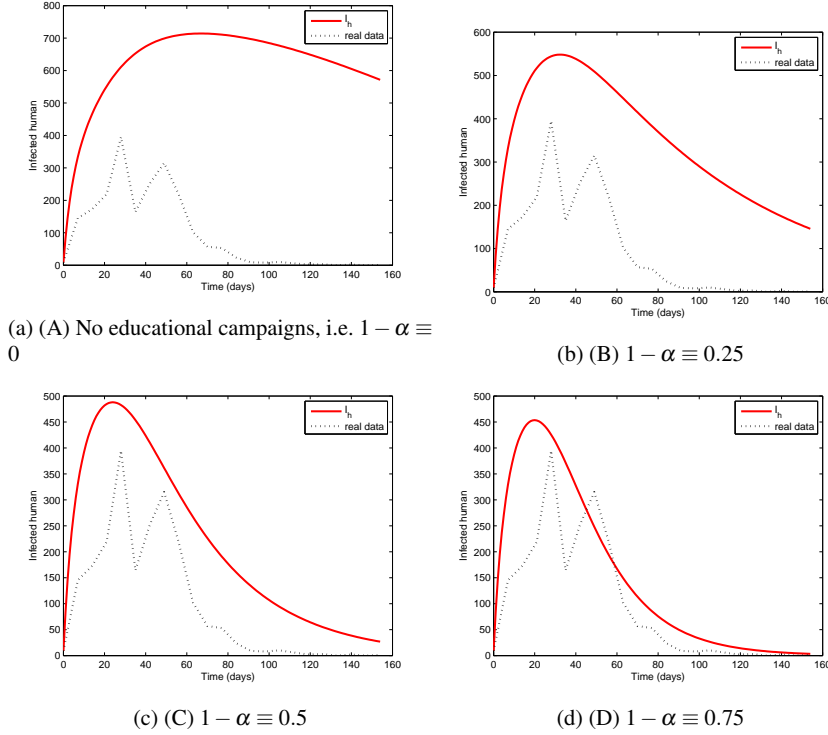 800
700
600
500
400
300
200
100
0
Infected human
I_h
real data
0 20 40 60 80 100 120 140 160
Time (days)
(a) (A) No educational campaigns, i.e. 1 − α ≡
0
600
500
400
300
200
100
0
Infected human
I_h
real data
0 20 40 60 80 100 120 140 160
Time (days)
(b) (B) 1 − α ≡ 0.25
500
450
400
350
300
250
200
150
100
50
0
Infected human
I_h
real data
0 20 40 60 80 100 120 140 160
Time (days)
(c) (C) 1 − α ≡ 0.5
500
450
400
350
300
250
200
150
100
50
0
Infected human
I_h
real data
0 20 40 60 80 100 120 140 160
Time (days)
(d) (D) 1 − α ≡ 0.75